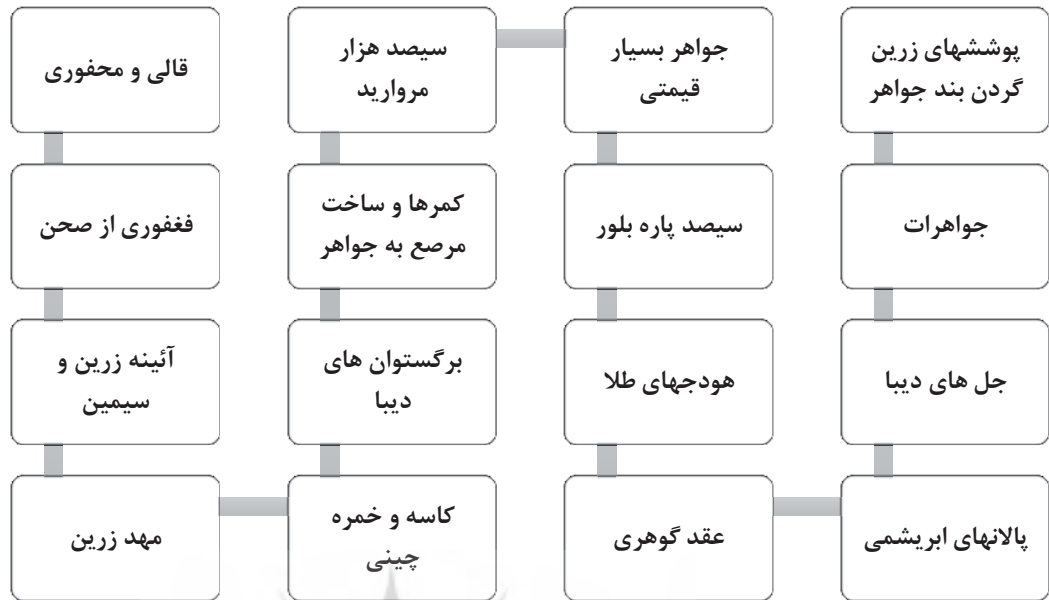 پوششهای زرین
گردن بند جواهر
جواهرات
جل های دیبا
پالانهای ابریشمی
عقد گوهری
هودجهای طلا
سیصد پاره بلور
جواهر بسیار
قیمتی
سیصد هزار
مروارید
کمرها و ساخت
مرصع به جواهر
برگستوان های
دیبا
کاسه و خمره
چینی
مهد زرین
آئینه زرین و
سیمین
فغفوری از صحن
قالی و محفوری